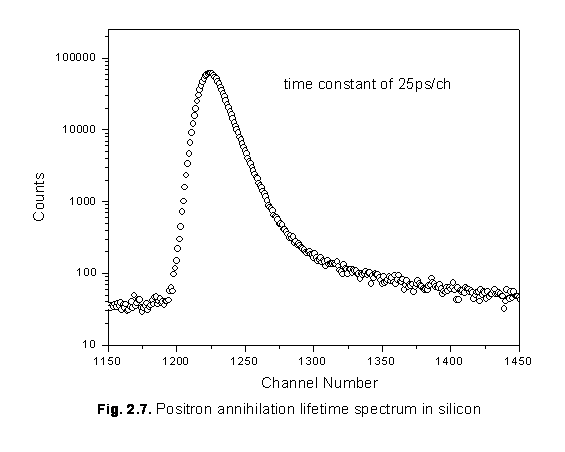 100000
time constant of 25ps/ch
10000
Counts
1000
100
10
1150 1200 1250 1300 1350 1400 1450
Channel Number
Fig. 2.7. Positron annihilation lifetime spectrum in silicon